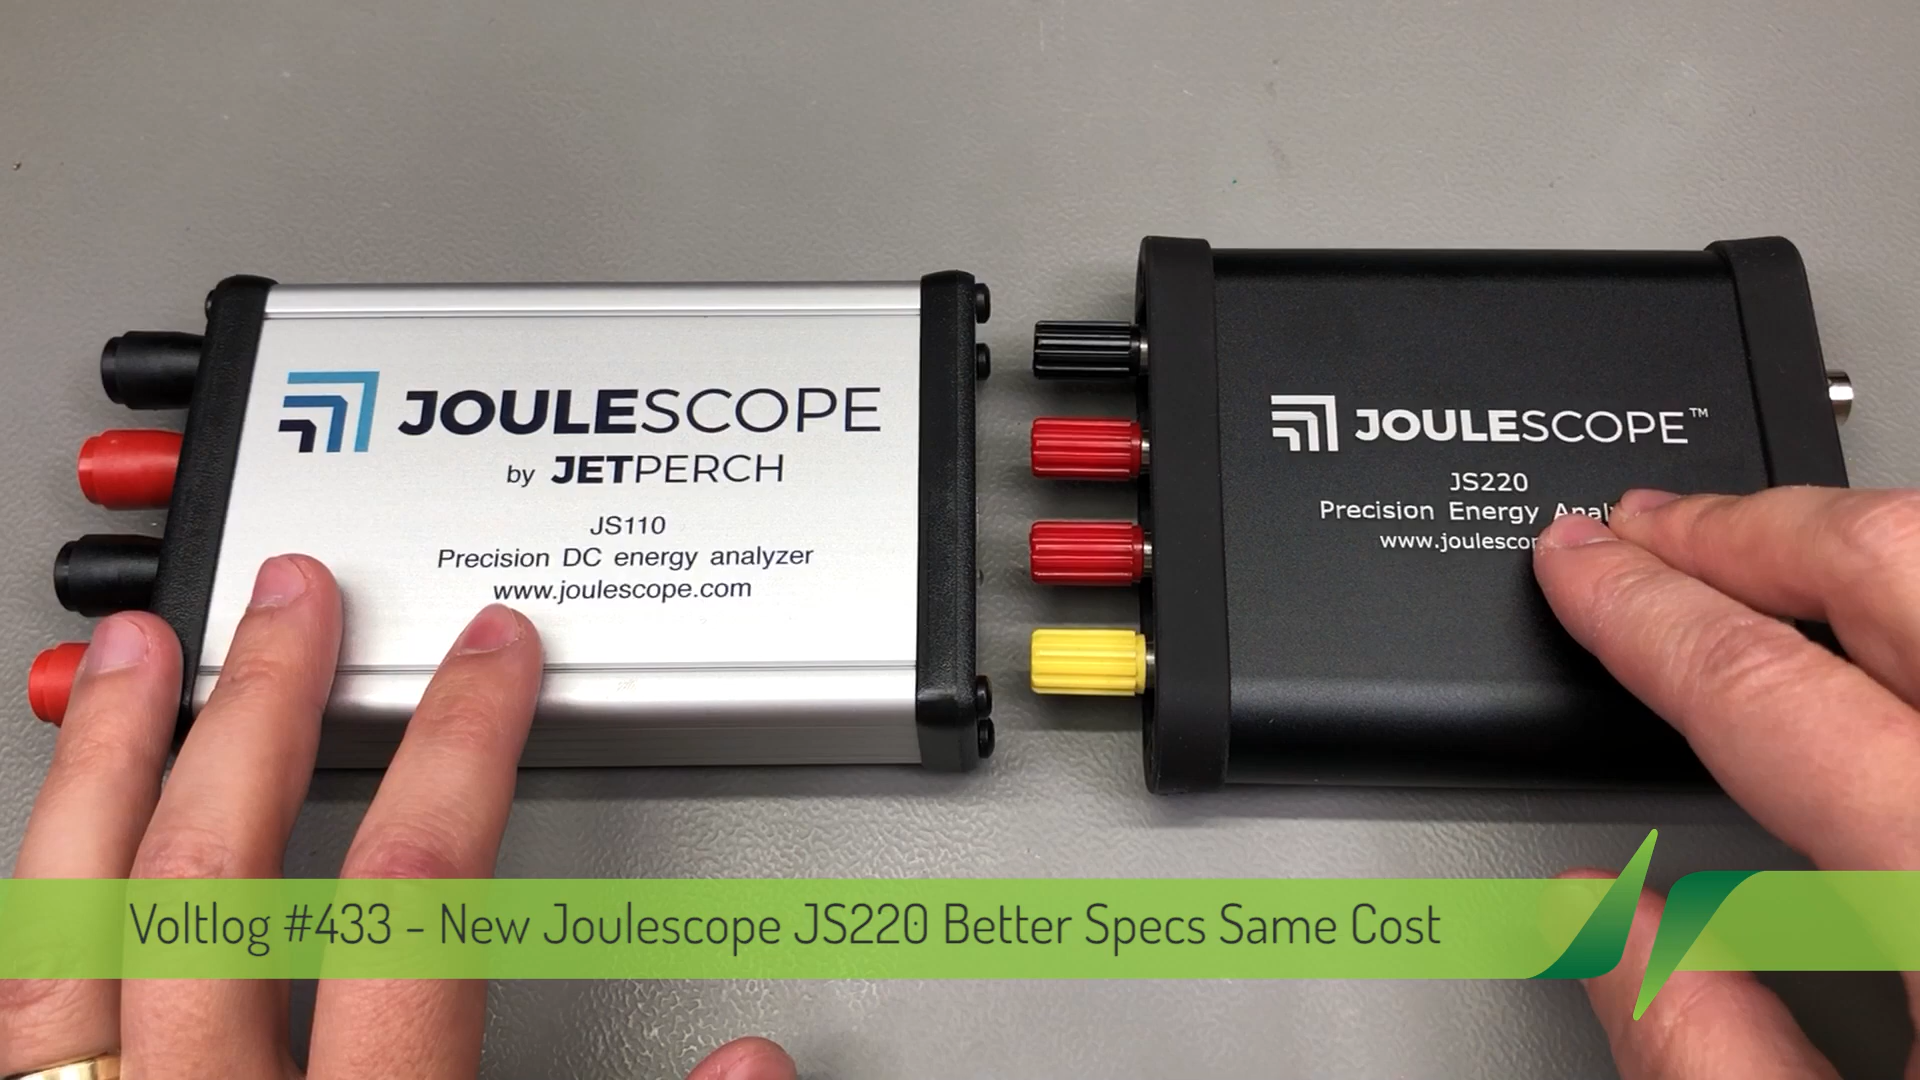 JOULESCOPE
by JETPERCH
JS110
Precision DC energy analyzer
www.joulescope.com
JOULESCOPE™
JS220
Precision Energy
Voltlog #433 - New Joulescope JS220 Better Specs Same Cost